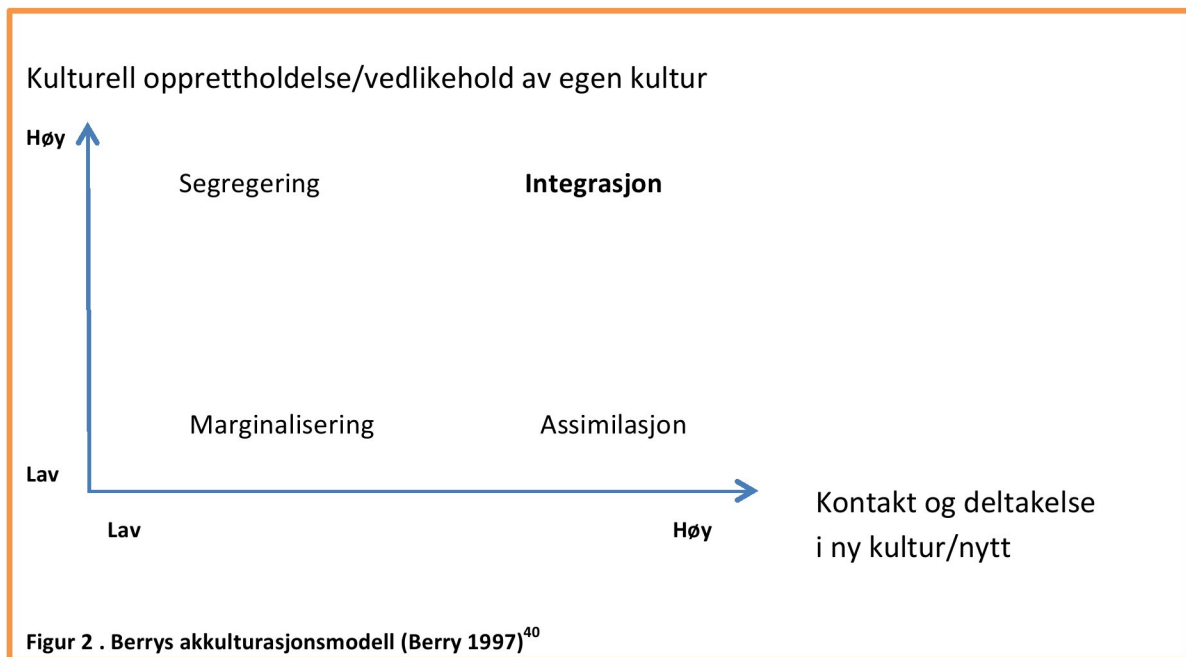 Kulturell opprettholdelse/vedlikehold av egen kultur
Høy
Segregering
Integrasjon
Marginalisering
Assimilasjon
Lav
Lav
Høy
Kontakt og deltakelse
i ny kultur/nytt
Figur 2 . Berrys akkulturasjonsmodell (Berry 1997)40